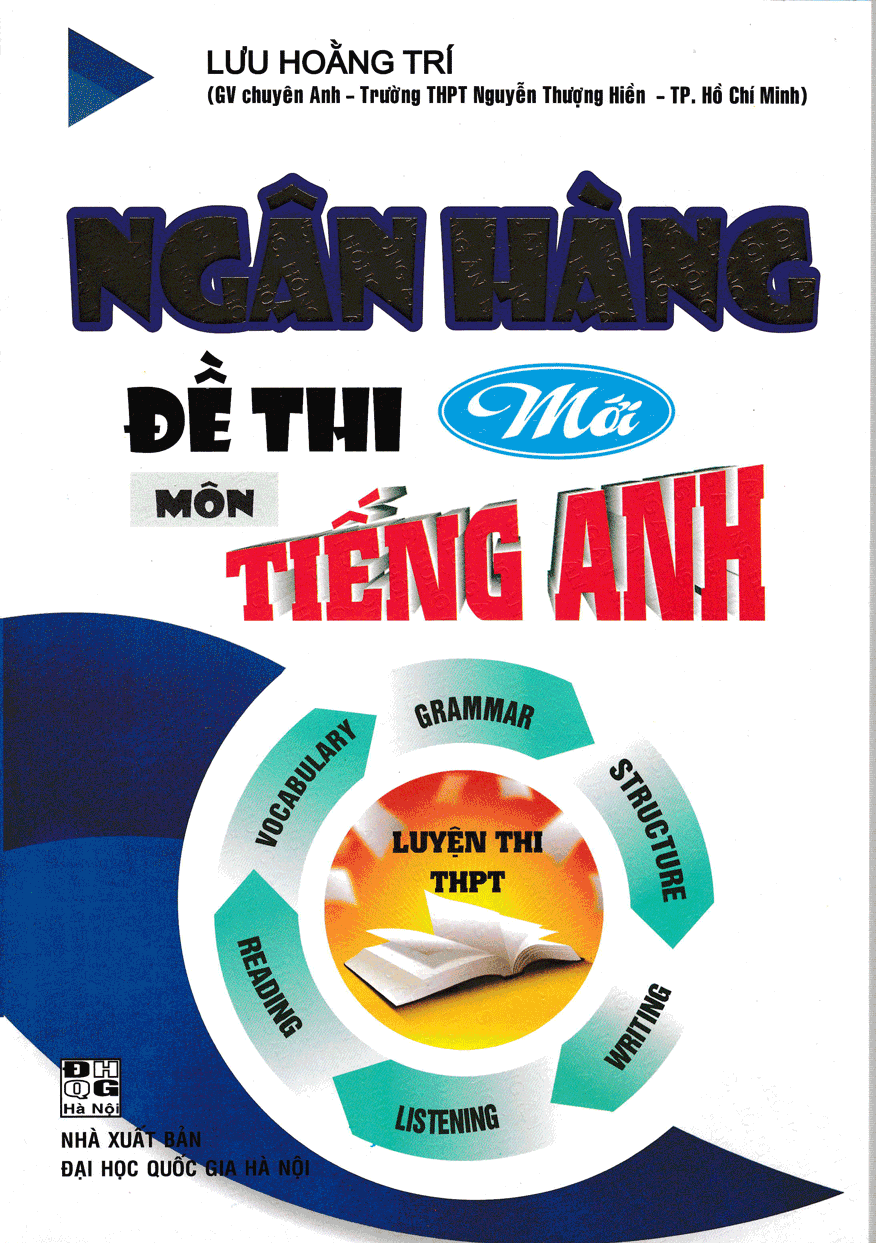 LƯU HOẰNG TRÍ
(GV chuyên Anh – Trường THPT Nguyễn Thượng Hiền – TP. Hồ Chí Minh)
NGÂN HÀNG
ĐỀ THI Mới
MÔN
TIẾNG ANH
GRAMMAR
VOCABULARY
STRUCTURE
LUYỆN THI
THPT
READING
WRITING
LISTENING
ĐH
QG
Hà Nội
NHÀ XUẤT BẢN
ĐẠI HỌC QUỐC GIA HÀ NỘI